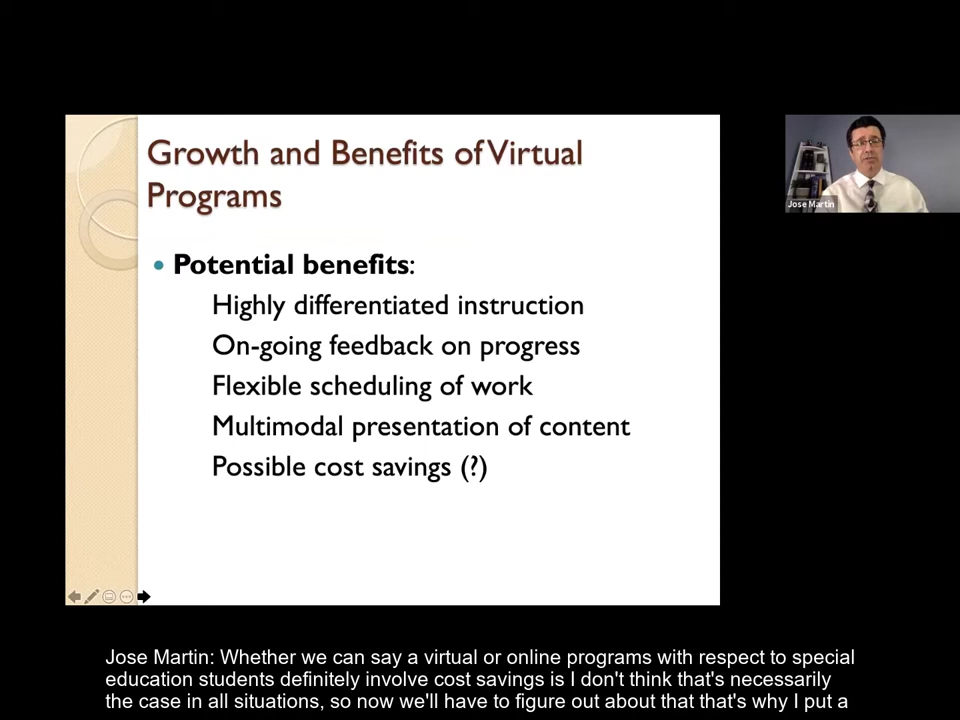 Growth and Benefits of Virtual
Programs
• Potential benefits:
Highly differentiated instruction
On-going feedback on progress
Flexible scheduling of work
Multimodal presentation of content
Possible cost savings (?)
Jose Martin
Jose Martin: Whether we can say a virtual or online programs with respect to special
education students definitely involve cost savings is I don't think that's necessarily
the case in all situations, so now we'll have to figure out about that that's why I put a